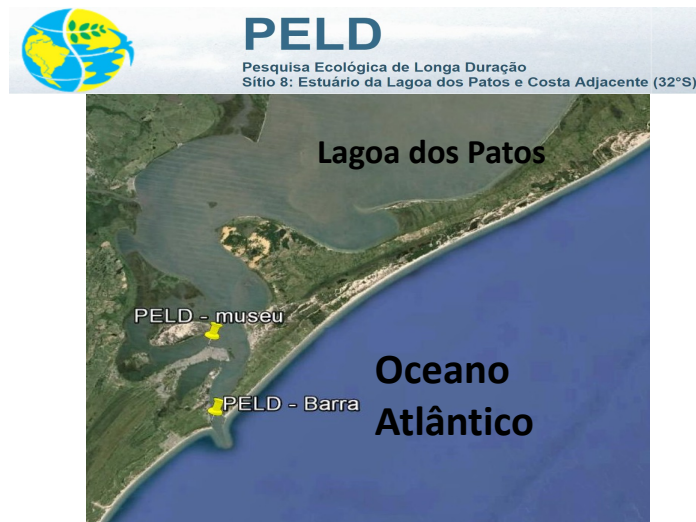 PELD
Pesquisa Ecológica de Longa Duração
Sítio 8: Estuário da Lagoa dos Patos e Costa Adjacente (32°S)
Lagoa dos Patos
PELD - museu
Oceano
Atlântico
PELD - Barra